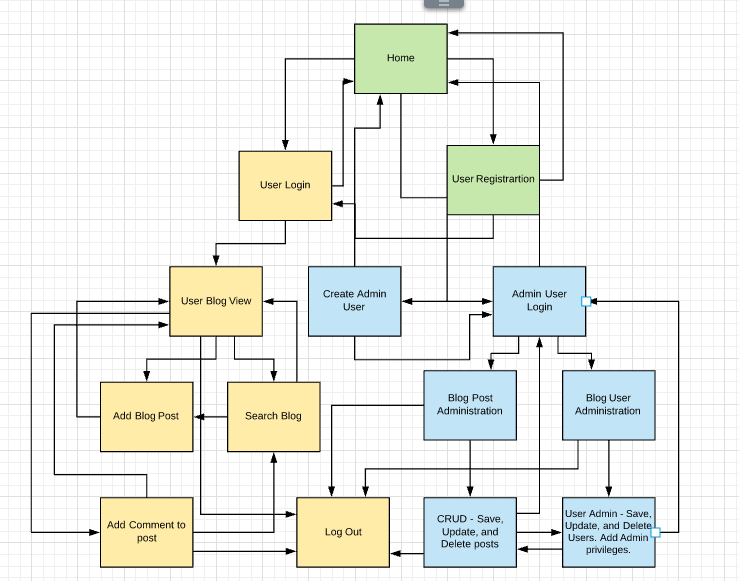 Home
User Registrartion
User Login
User Blog View
Create Admin
User
Admin User
Login
Add Blog Post
Search Blog
Blog Post
Administration
Blog User
Administration
Add Comment to
post
Log Out
CRUD - Save,
Update, and
Delete posts
User Admin - Save,
Update, and Delete
Users. Add Admin
privileges.